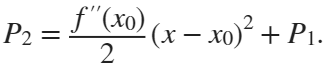 P₂ = f″(x₀)/2 (x − x₀)² + P₁.